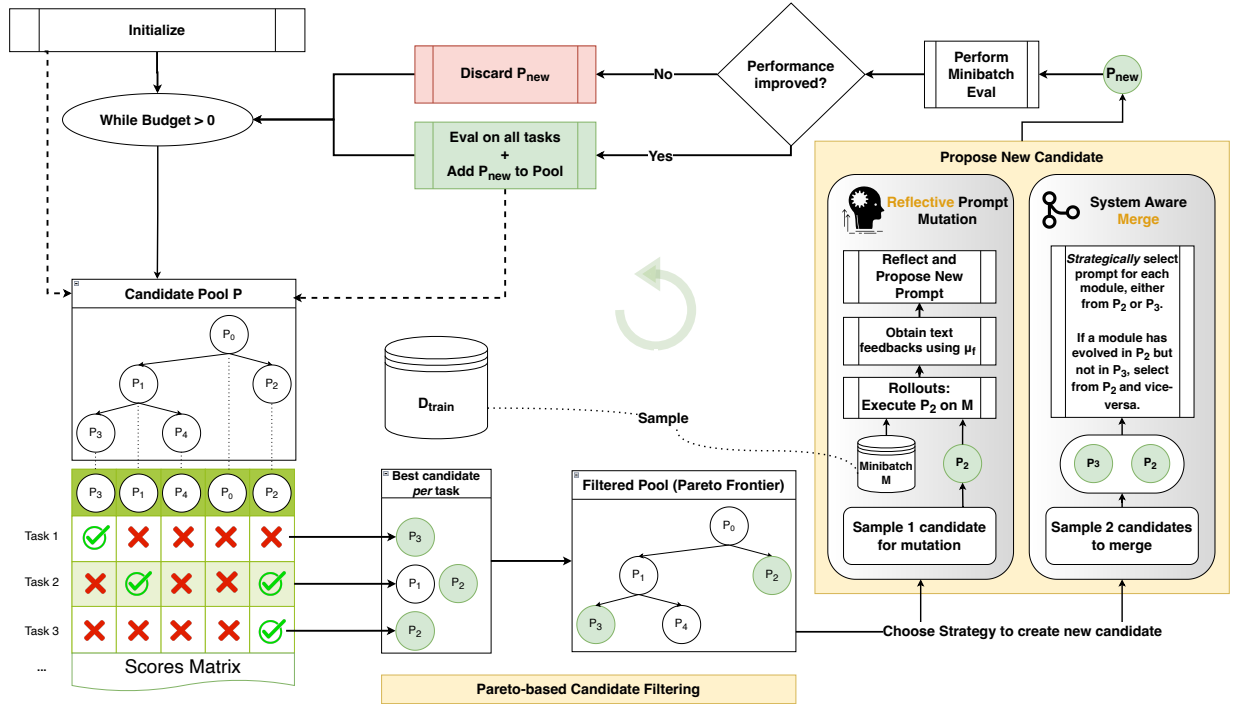 Initialize
While Budget > 0
Discard Pnew
No
Performance
improved?
Perform
Minibatch
Eval
Pnew
Eval on all tasks
+
Add Pnew to Pool
Yes
Propose New Candidate
Reflective Prompt
Mutation
Reflect and
Propose New
Prompt
Obtain text
feedbacks using μf
Rollouts:
Execute P2 on M
Minibatch
M
P2
Sample 1 candidate
for mutation
System Aware
Merge
Strategically select
prompt for each
module, either
from P2 or P3.
If a module has
evolved in P2 but
not in P3, select
from P2 and vice-
versa.
P3 P2
Sample 2 candidates
to merge
Candidate Pool P
P0
P1 P2
P3 P4
Dtrain
Sample
P3 P1 P4 P0 P2
Task 1
Task 2
Task 3
...
Scores Matrix
Best candidate
per task
P3
P1 P2
P2
Filtered Pool (Pareto Frontier)
P0
P1 P2
P3 P4
Choose Strategy to create new candidate
Pareto-based Candidate Filtering